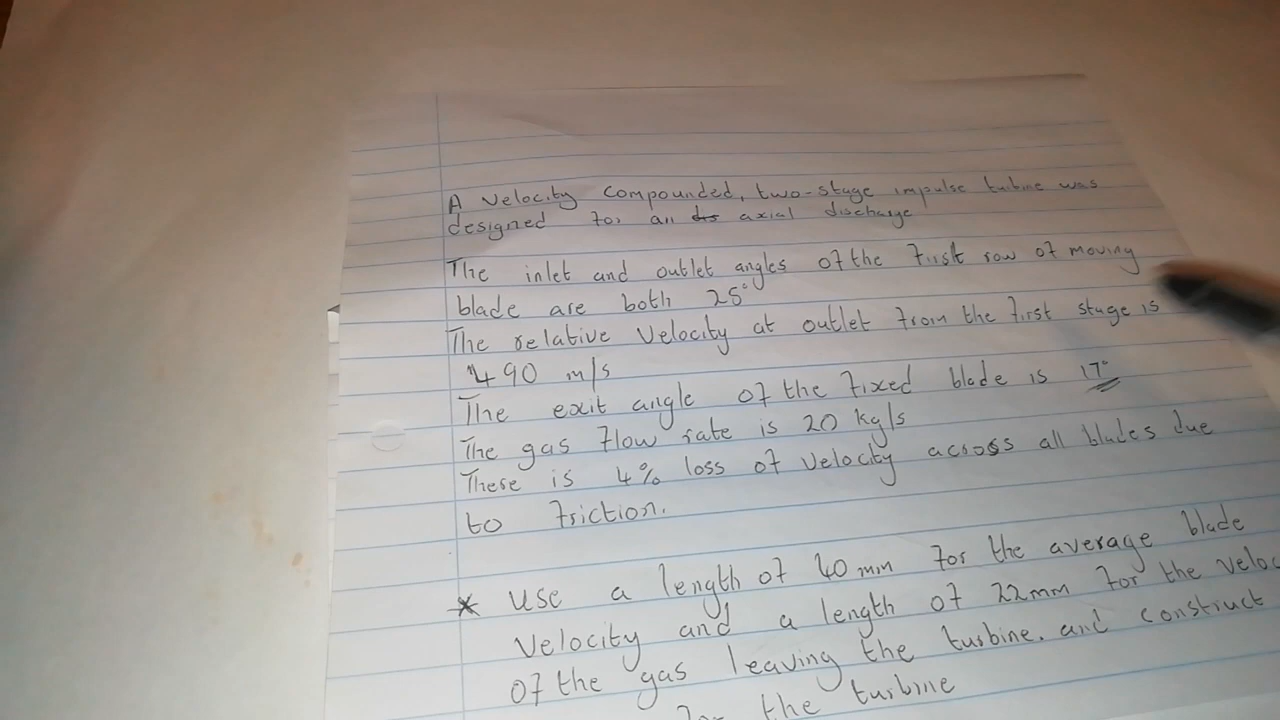 A Velocity compounded, two-stage impulse turbine was
designed for an axial discharge
The inlet and outlet angles of the first row of moving
blade are both 25°
The relative velocity at outlet from the first stage is
490 m/s
The exit angle of the fixed blade is 17°
The gas flow rate is 20 kg/s
There is 4% loss of velocity across all blades due
to friction.
* Use a length of 40 mm for the average blade
Velocity and a length of 22mm for the
of the gas leaving the turbine. and construct
the turbine